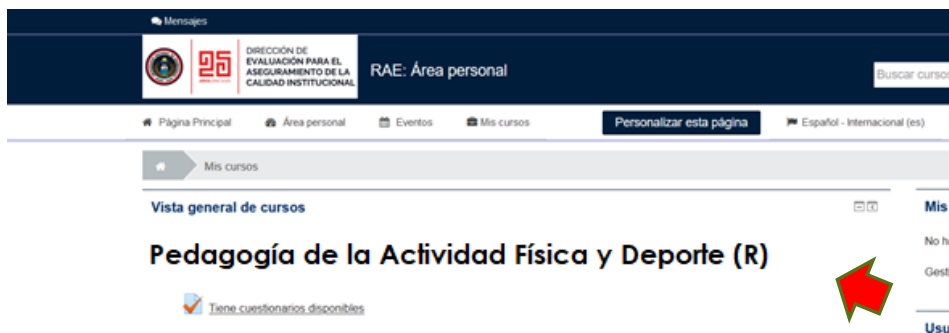 Mensajes
25
DIRECCIÓN DE
EVALUACIÓN PARA EL
ASEGURAMIENTO DE LA
CALIDAD INSTITUCIONAL
RAE: Área personal
Buscar cursos
Página Principal Área personal Eventos Mis cursos Personalizar esta página Español - Internacional (es)
Mis cursos
Vista general de cursos
Mis
Pedagogía de la Actividad Física y Deporte (R)
No h
Gest
Tiene cuestionarios disponibles
Usu